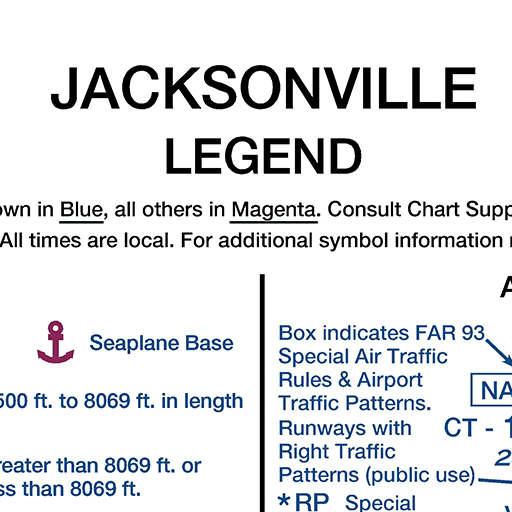 JACKSONVILLE
LEGEND
own in Blue, all others in Magenta. Consult Chart Supp
All times are local. For additional symbol information
Seaplane Base
500 ft. to 8069 ft. in length
reater than 8069 ft. or
ss than 8069 ft.
Box indicates FAR 93
Special Air Traffic
Rules & Airport
Traffic Patterns.
Runways with
Right Traffic
Patterns (public use)
*RP Special
NA
CT - 1
2